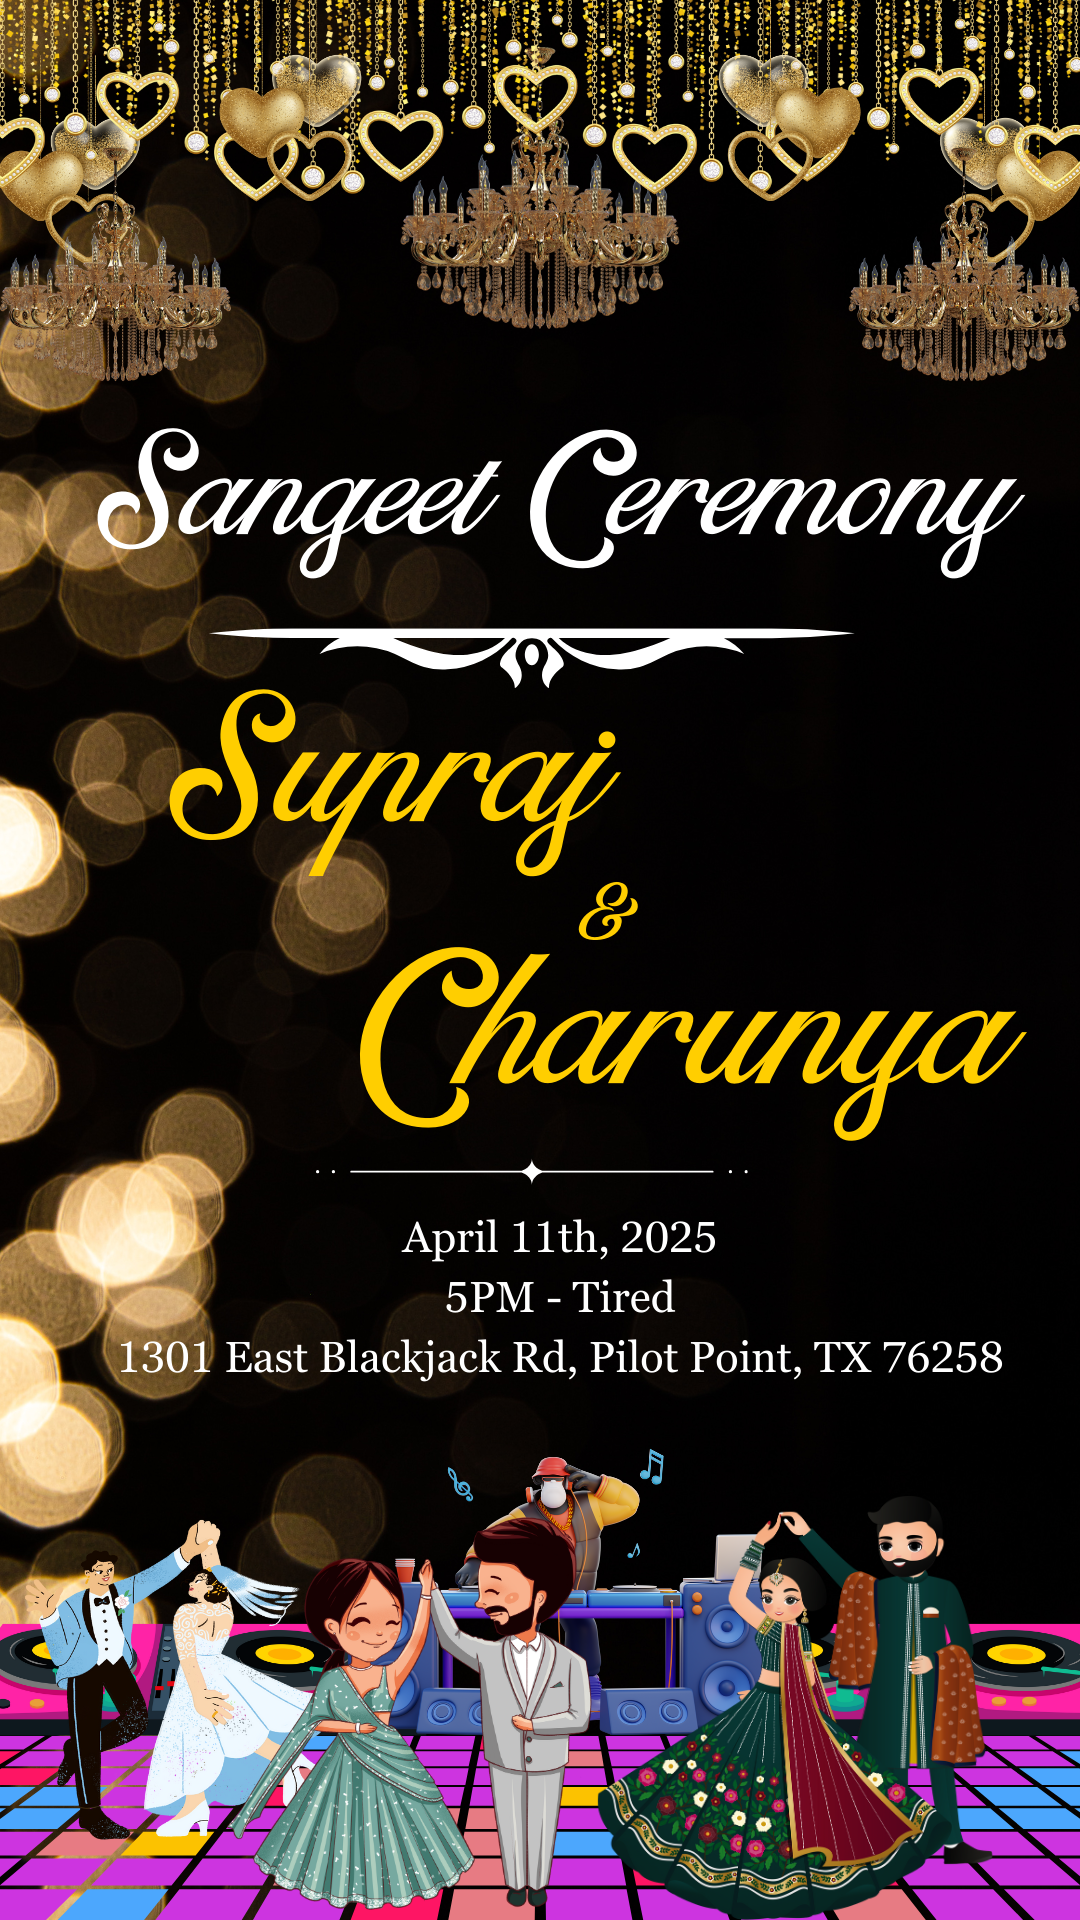 Sangeet Ceremony
Supraj
&
Charunya
April 11th, 2025
5PM - Tired
1301 East Blackjack Rd, Pilot Point, TX 76258